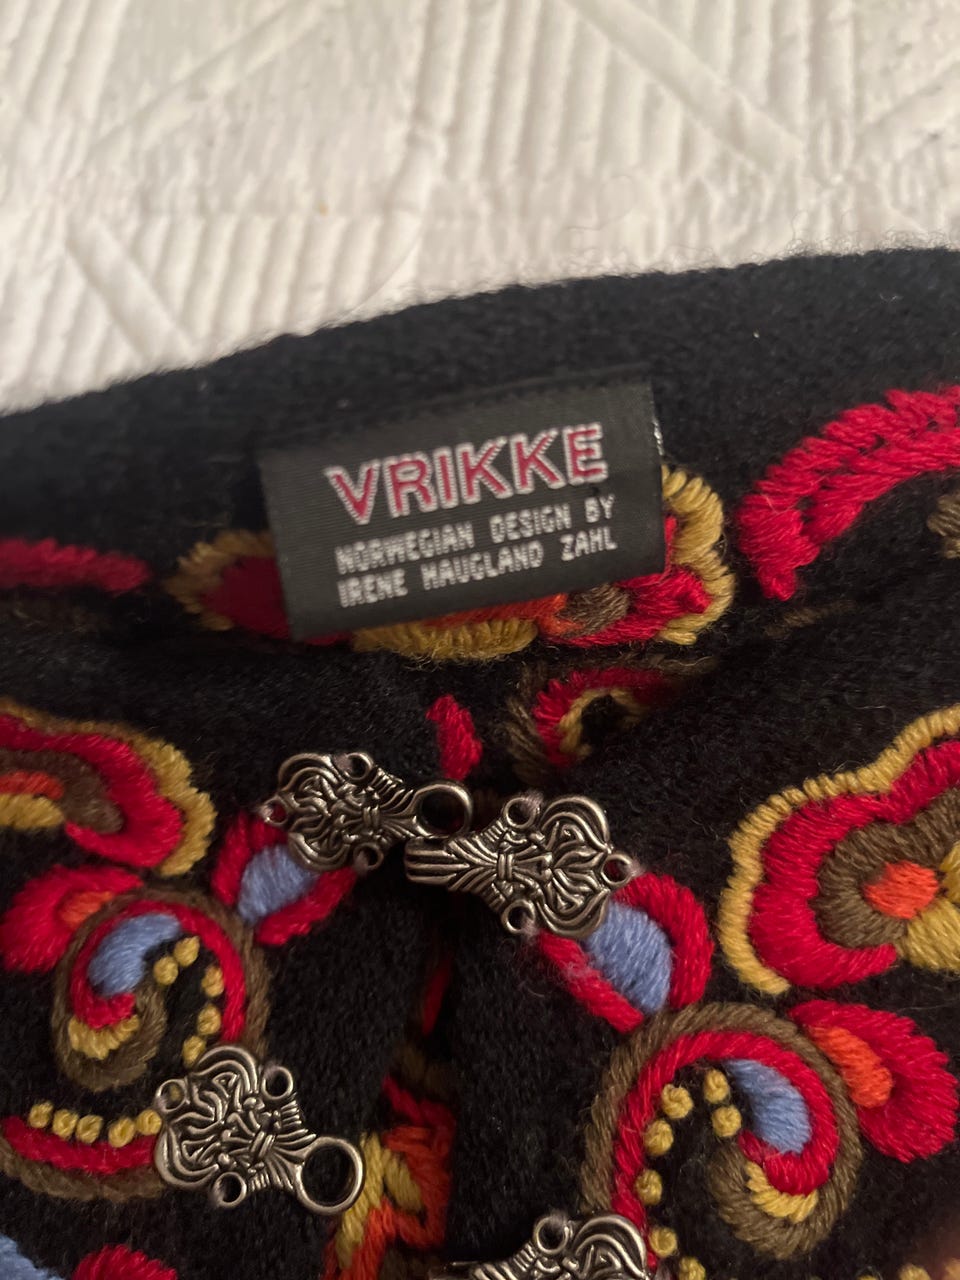 VRIKKE
NORWEGIAN DESIGN BY
IRENE HAUGLAND ZAHL